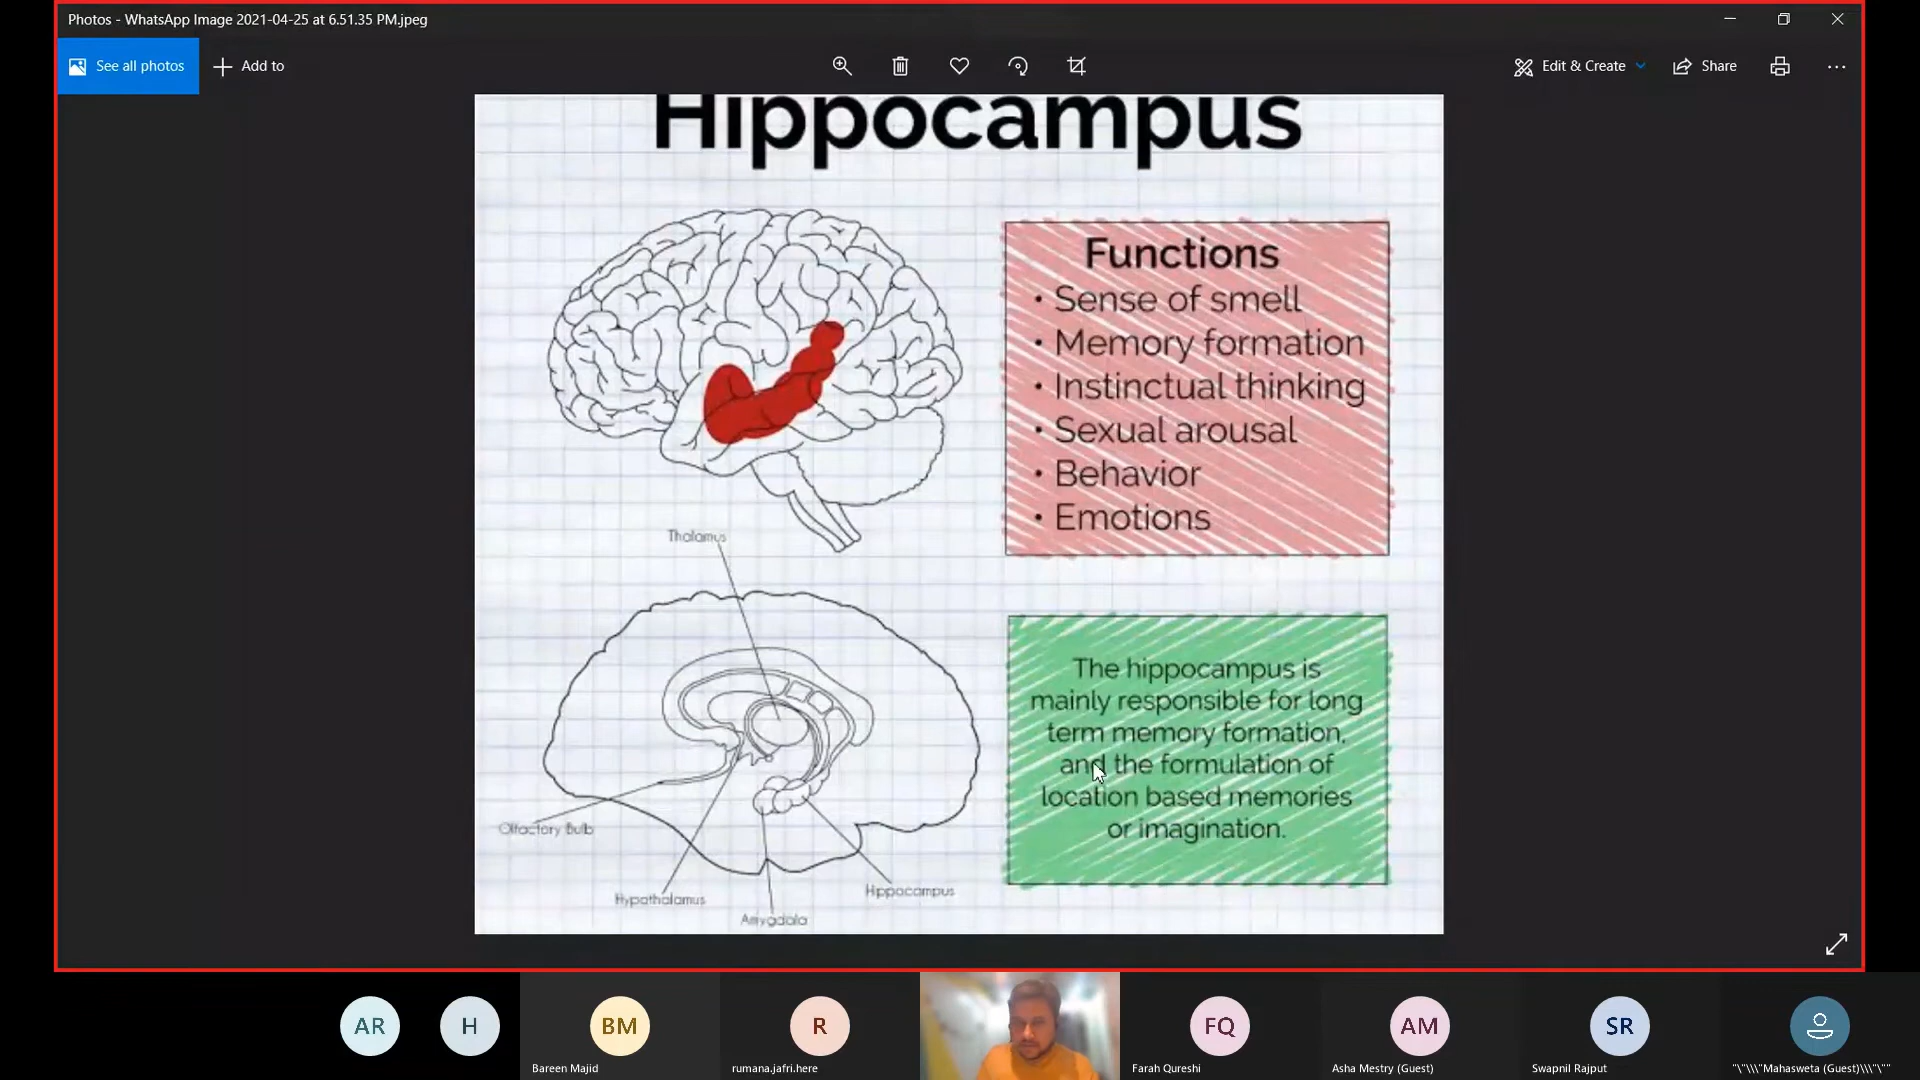 Photos - WhatsApp Image 2021-04-25 at 6.51.35 PM.jpeg
See all photos
Add to
Edit & Create
Share
Hippocampus
Functions
• Sense of smell
• Memory formation
• Instinctual thinking
• Sexual arousal
• Behavior
• Emotions
Thalamus
The hippocampus is
mainly responsible for long
term memory formation,
and the formulation of
location based memories
or imagination.
Olfactory Bulb
Hypothalamus
Amygdala
Hippocampus
AR
H
BM
R
FQ
AM
SR
Bareen Majid
rumana.jafri.here
Farah Qureshi
Asha Mestry (Guest)
Swapnil Rajput
"\"\\\"Mahasweta (Guest)\\\"\""